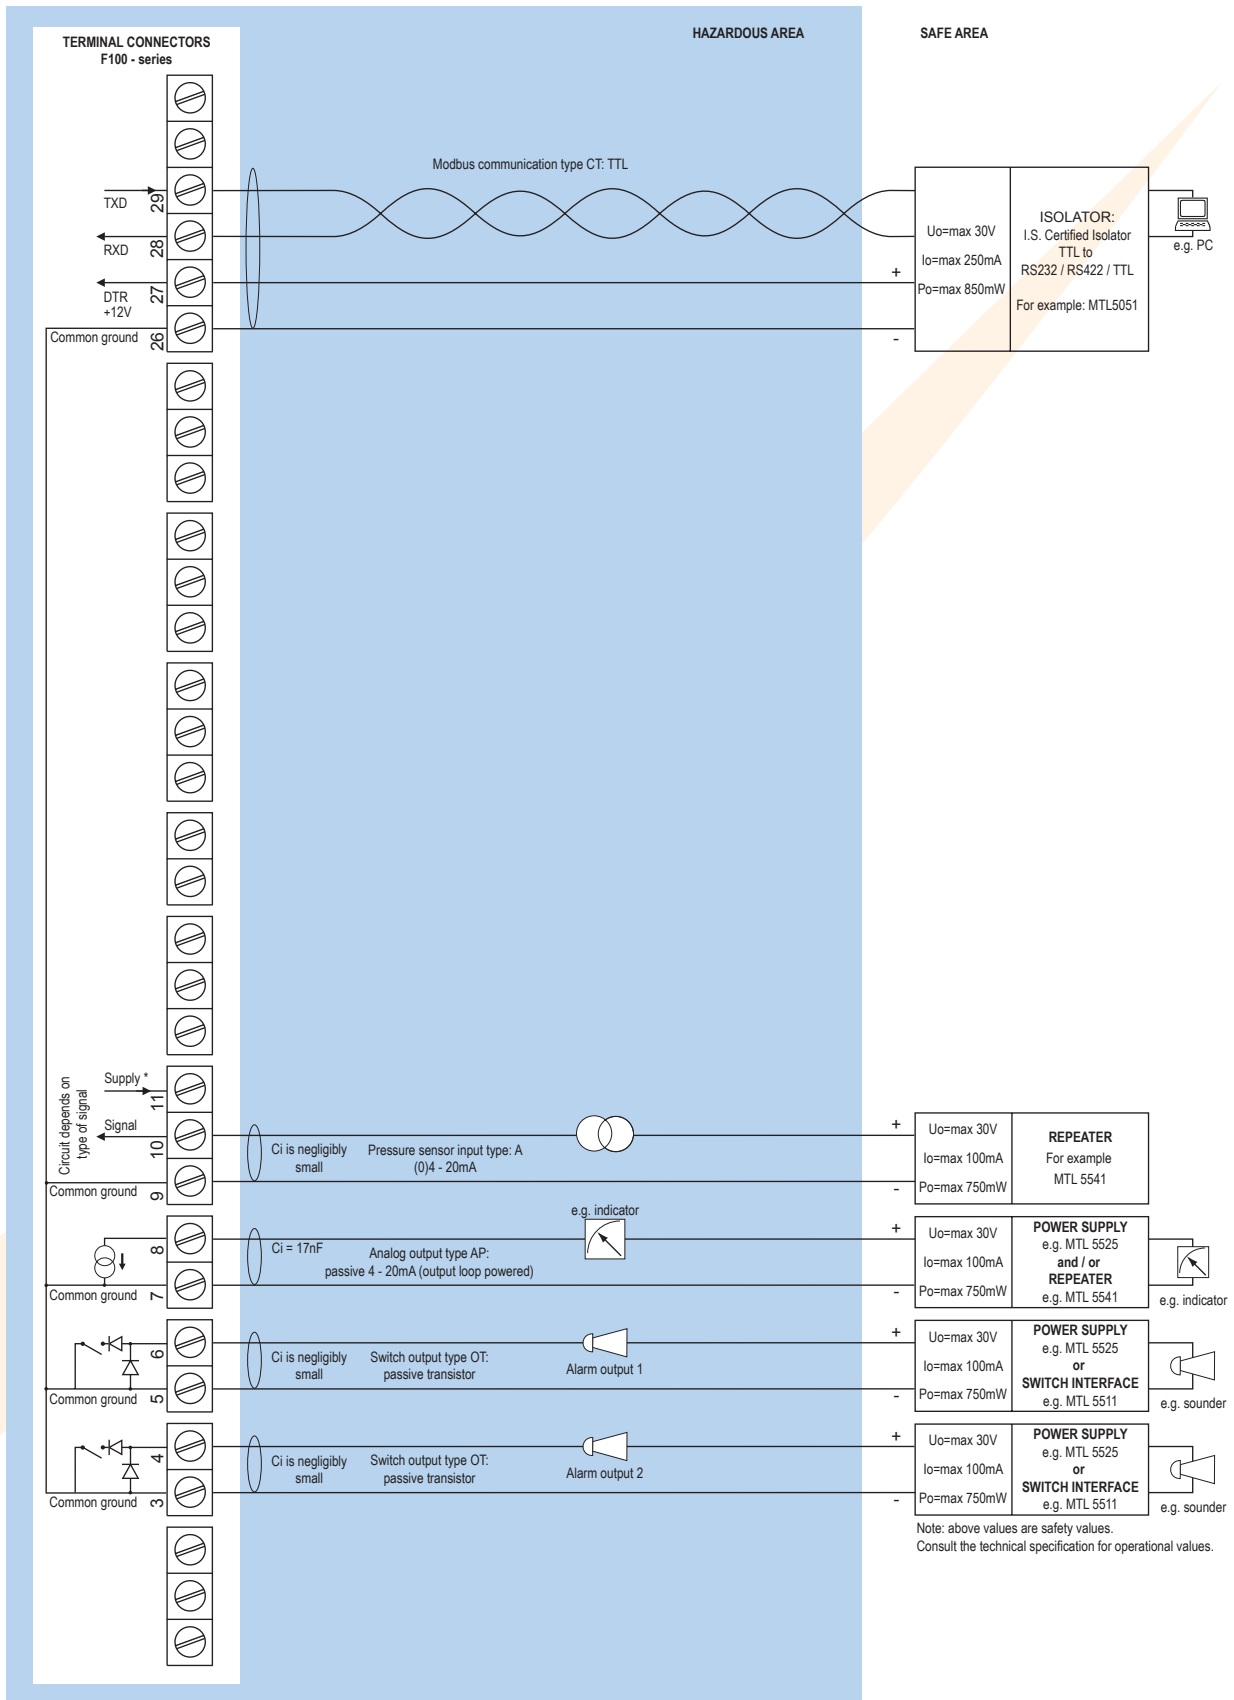 HAZARDOUS AREA
SAFE AREA
TERMINAL CONNECTORS
F100 - series
Modbus communication type CT: TTL
TXD
29
RXD
28
DTR
+12V
27
Common ground
26
+
-
Uo=max 30V
Io=max 250mA
Po=max 850mW
ISOLATOR:
I.S. Certified Isolator
TTL to
RS232 / RS422 / TTL
For example: MTL5051
e.g. PC
Circuit depends on
type of signal
Supply *
11
Signal
10
Common ground
9
Ci is negligibly
small
Pressure sensor input type: A
(0)4 - 20mA
+
-
Uo=max 30V
Io=max 100mA
Po=max 750mW
REPEATER
For example
MTL 5541
8
Common ground
7
Ci = 17nF
Analog output type AP:
passive 4 - 20mA (output loop powered)
e.g. indicator
+
-
Uo=max 30V
Io=max 100mA
Po=max 750mW
POWER SUPPLY
e.g. MTL 5525
and / or
REPEATER
e.g. MTL 5541
e.g. indicator
6
Common ground
5
Ci is negligibly
small
Switch output type OT:
passive transistor
Alarm output 1
+
-
Uo=max 30V
Io=max 100mA
Po=max 750mW
POWER SUPPLY
e.g. MTL 5525
or
SWITCH INTERFACE
e.g. MTL 5511
e.g. sounder
4
Common ground
3
Ci is negligibly
small
Switch output type OT:
passive transistor
Alarm output 2
+
-
Uo=max 30V
Io=max 100mA
Po=max 750mW
POWER SUPPLY
e.g. MTL 5525
or
SWITCH INTERFACE
e.g. MTL 5511
e.g. sounder
Note: above values are safety values.
Consult the technical specification for operational values.